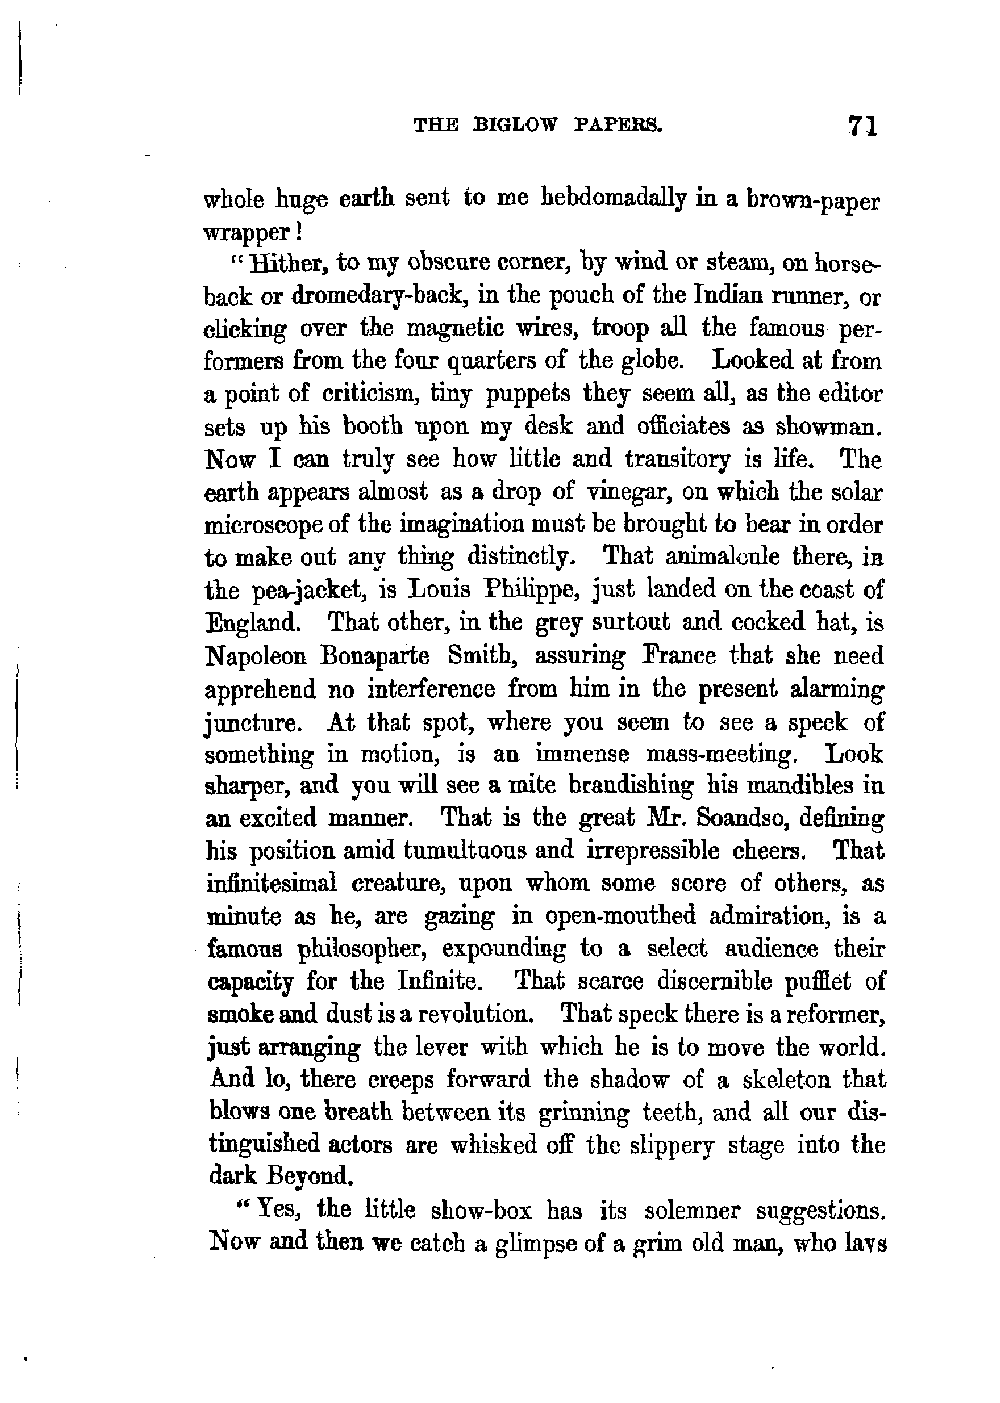 THE BIGLOW PAPERS. 71
whole huge earth sent to me hebdomadally in a brown-paper
wrapper!
“Hither, to my obscure corner, by wind or steam, on horse-
back or dromedary-back, in the pouch of the Indian runner, or
clicking over the magnetic wires, troop all the famous per-
formers from the four quarters of the globe. Looked at from
a point of criticism, tiny puppets they seem all, as the editor
sets up his booth upon my desk and officiates as showman.
Now I can truly see how little and transitory is life. The
earth appears almost as a drop of vinegar, on which the solar
microscope of the imagination must be brought to bear in order
to make out any thing distinctly. That animalcule there, in
the pea-jacket, is Louis Philippe, just landed on the coast of
England. That other, in the grey surtout and cocked hat, is
Napoleon Bonaparte Smith, assuring France that she need
apprehend no interference from him in the present alarming
juncture. At that spot, where you seem to see a speck of
something in motion, is an immense mass-meeting. Look
sharper, and you will see a mite brandishing his mandibles in
an excited manner. That is the great Mr. Soandso, defining
his position amid tumultuous and irrepressible cheers. That
infinitesimal creature, upon whom some score of others, as
minute as he, are gazing in open-mouthed admiration, is a
famous philosopher, expounding to a select audience their
capacity for the Infinite. That scarce discernible pufflet of
smoke and dust is a revolution. That speck there is a reformer,
just arranging the lever with which he is to move the world.
And lo, there creeps forward the shadow of a skeleton that
blows one breath between its grinning teeth, and all our dis-
tinguished actors are whisked off the slippery stage into the
dark Beyond.
“Yes, the little show-box has its solemner suggestions.
Now and then we catch a glimpse of a grim old man, who lays